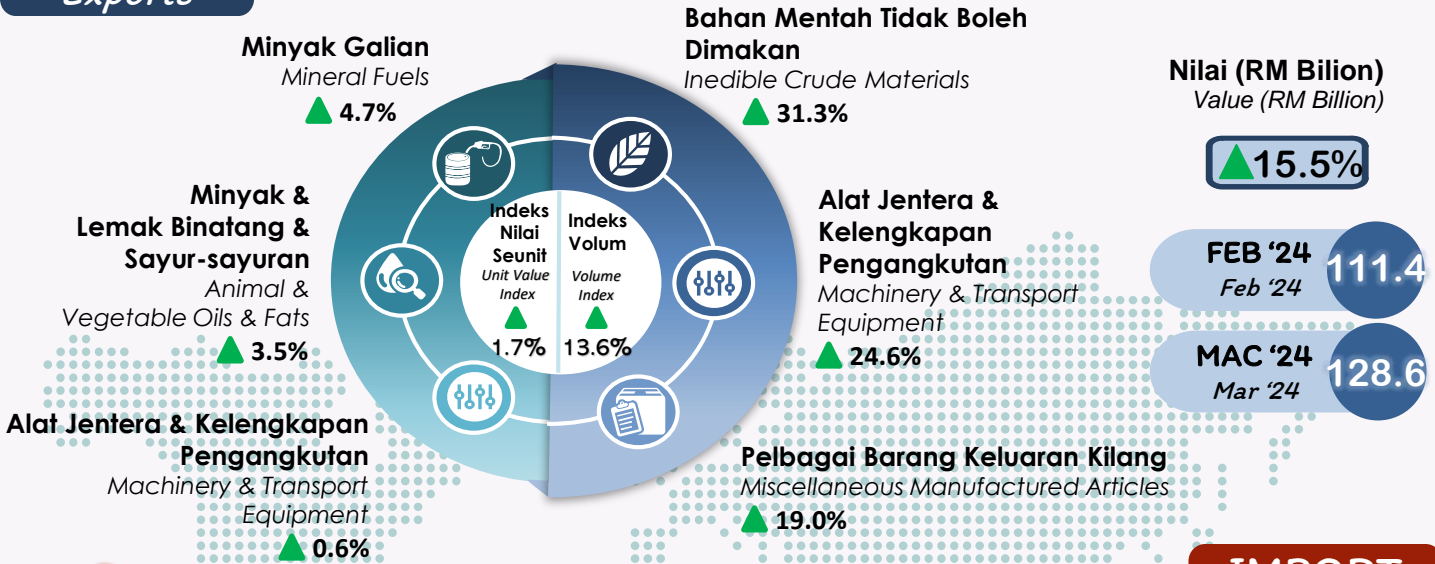 Exports
Minyak Galian
Mineral Fuels
4.7%
Minyak &
Lemak Binatang &
Sayur-sayuran
Animal &
Vegetable Oils & Fats
3.5%
Alat Jentera & Kelengkapan
Pengangkutan
Machinery & Transport
Equipment
0.6%
Indeks
Nilai
Seunit
Unit Value
Index
1.7%
Indeks
Volum
Volume
Index
13.6%
Bahan Mentah Tidak Boleh
Dimakan
Inedible Crude Materials
31.3%
Alat Jentera &
Kelengkapan
Pengangkutan
Machinery & Transport
Equipment
24.6%
Pelbagai Barang Keluaran Kilang
Miscellaneous Manufactured Articles
19.0%
Nilai (RM Bilion)
Value (RM Billion)
15.5%
FEB ‘24
Feb ‘24
111.4
MAC ‘24
Mar ‘24
128.6
IMPORT